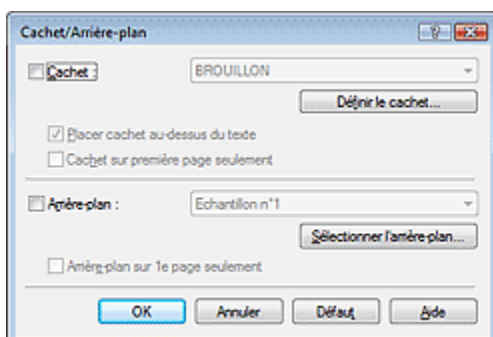 Cachet/Arrière-plan
Cachet : BROUILLON
Définir le cachet...
Placer cachet au-dessus du texte
Cachet sur première page seulement
Arrière-plan : Echantillon n°1
Sélectionner l'arrière-plan...
Arrière-plan sur 1e page seulement
OK Annuler Défaut Aide